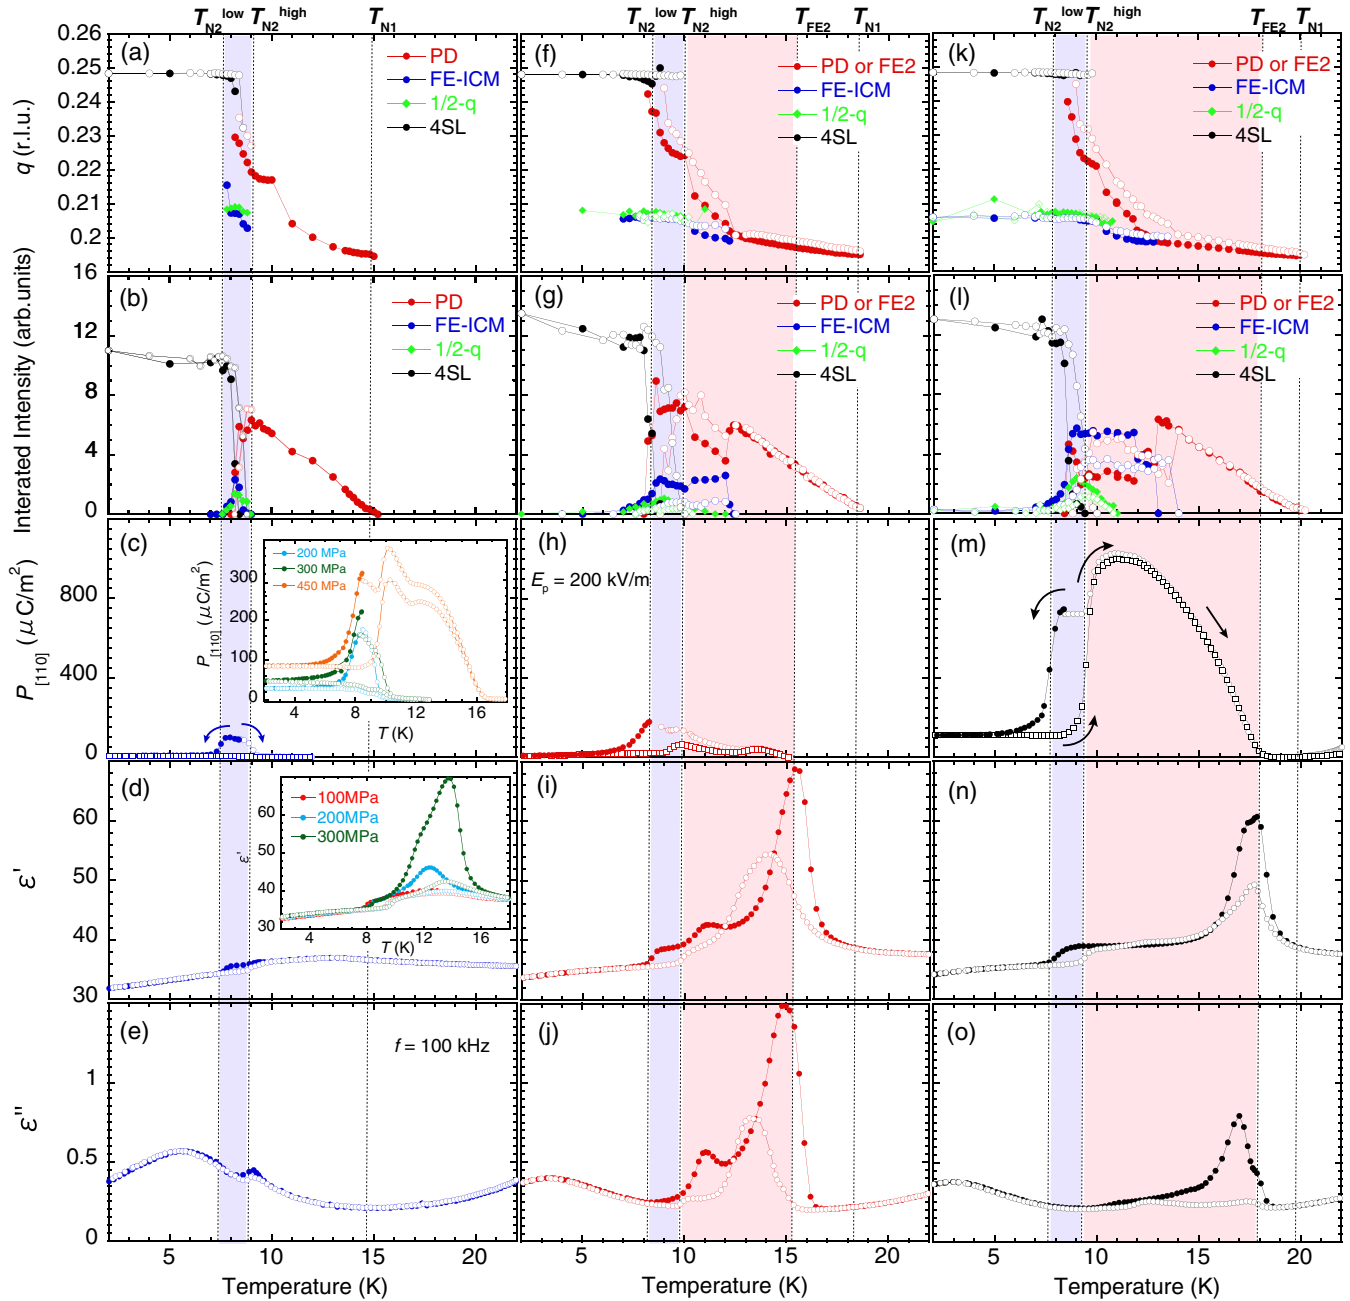 T_N2^low T_N2^high T_N1 T_N2^low T_N2^high T_FE2 T_N1 T_N2^low T_N2^high T_FE2 T_N1
0.26
0.25
0.24
0.23
0.22
0.21
0.2
q (r.l.u.)
(a)
PD
FE-ICM
1/2-q
4SL
(f)
PD or FE2
FE-ICM
1/2-q
4SL
(k)
PD or FE2
FE-ICM
1/2-q
4SL
16
12
8
4
0
Interated Intensity (arb.units)
(b)
PD
FE-ICM
1/2-q
4SL
(g)
PD or FE2
FE-ICM
1/2-q
4SL
(l)
PD or FE2
FE-ICM
1/2-q
4SL
800
400
0
P[110] (μC/m²)
(c)
200 MPa
300 MPa
450 MPa
300
200
100
0
P[110] (μC/m²)
4 8 12 16
T (K)
(h)
E_p = 200 kV/m
(m)
60
50
40
30
ε'
(d)
100MPa
200MPa
300MPa
60
50
40
30
ε'
4 8 12 16
T (K)
(i)
(n)
1
0.5
0
ε''
(e)
f = 100 kHz
(j)
(o)
5 10 15 20 5 10 15 20 5 10 15 20
Temperature (K) Temperature (K) Temperature (K)